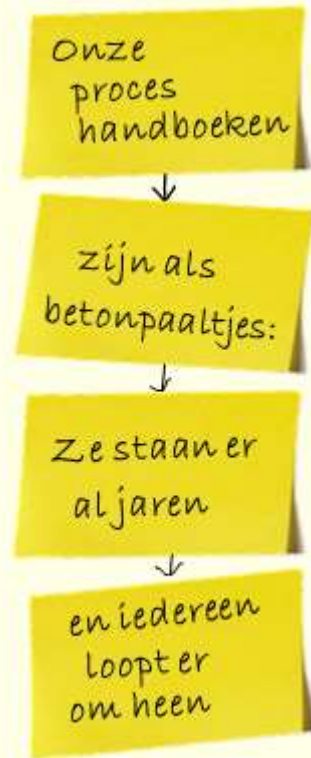 Onze
proces
handboeken
zijn als
betonpaaltjes:
Ze staan er
al jaren
en iedereen
loopt er
om heen